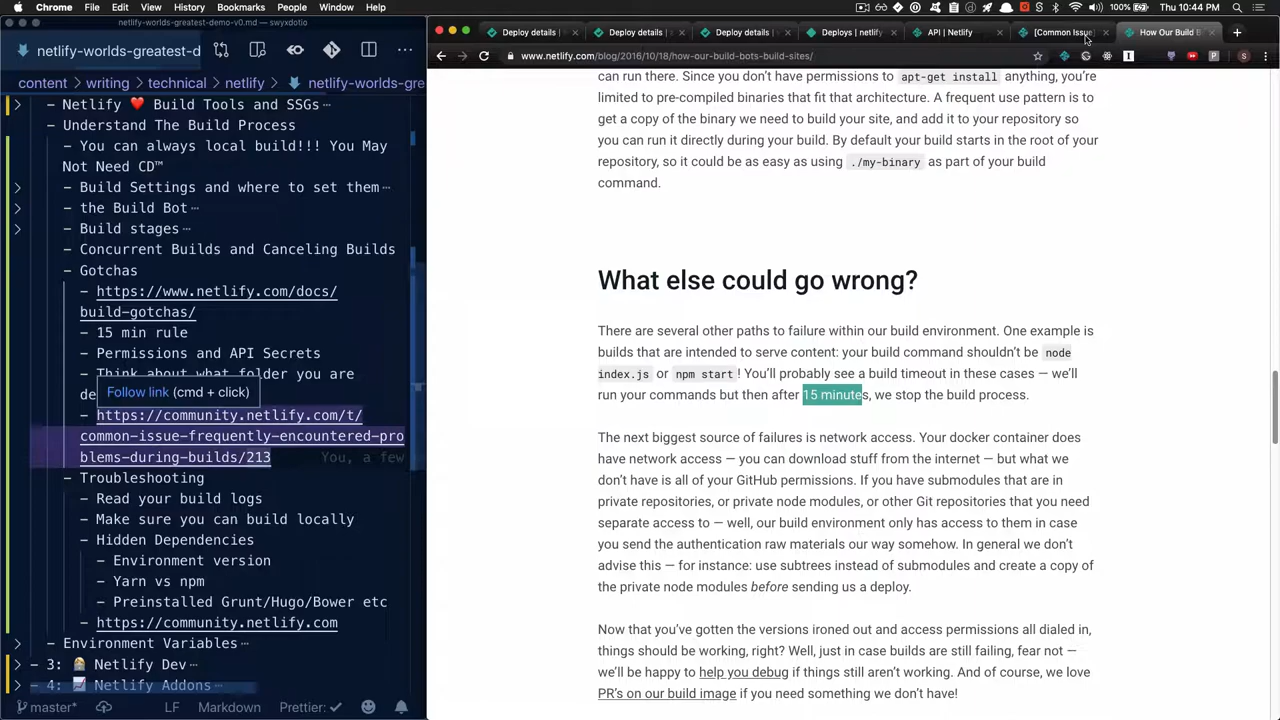 Chrome File Edit View History Bookmarks People Window Help
100% Thu 10:44 PM
netlify-worlds-greatest-demo-v0.md — swyxdotio
netlify-worlds-greatest-d
content › writing › technical › netlify › netlify-worlds-gre
- Netlify ❤️ Build Tools and SSGs…
- Understand The Build Process
- You can always local build!!! You May
Not Need CD™
- Build Settings and where to set them…
- the Build Bot…
- Build stages…
- Concurrent Builds and Canceling Builds
- Gotchas
- https://www.netlify.com/docs/
build-gotchas/
- 15 min rule
- Permissions and API Secrets
- Think about what folder you are
de
Follow link (cmd + click)
- https://community.netlify.com/t/
common-issue-frequently-encountered-pro
blems-during-builds/213 You, a few
- Troubleshooting
- Read your build logs
- Make sure you can build locally
- Hidden Dependencies
- Environment version
- Yarn vs npm
- Preinstalled Grunt/Hugo/Bower etc
- https://community.netlify.com
- Environment Variables…
- 3: Netlify Dev…
- 4: Netlify Addons…
master* LF Markdown Prettier: ✓
Deploy details | Deploy details | Deploy details | Deploys | netlify API | Netlify [Common Issue] How Our Build B
www.netlify.com/blog/2016/10/18/how-our-build-bots-build-sites/
can run there. Since you don’t have permissions to apt-get install anything, you’re
limited to pre-compiled binaries that fit that architecture. A frequent use pattern is to
get a copy of the binary we need to build your site, and add it to your repository so
you can run it directly during your build. By default your build starts in the root of your
repository, so it could be as easy as using ./my-binary as part of your build
command.
What else could go wrong?
There are several other paths to failure within our build environment. One example is
builds that are intended to serve content: your build command shouldn’t be node
index.js or npm start! You’ll probably see a build timeout in these cases — we’ll
run your commands but then after 15 minutes, we stop the build process.
The next biggest source of failures is network access. Your docker container does
have network access — you can download stuff from the internet — but what we
don’t have is all of your GitHub permissions. If you have submodules that are in
private repositories, or private node modules, or other Git repositories that you need
separate access to — well, our build environment only has access to them in case
you send the authentication raw materials our way somehow. In general we don’t
advise this — for instance: use subtrees instead of submodules and create a copy of
the private node modules before sending us a deploy.
Now that you’ve gotten the versions ironed out and access permissions all dialed in,
things should be working, right? Well, just in case builds are still failing, fear not —
we’ll be happy to help you debug if things still aren’t working. And of course, we love
PR’s on our build image if you need something we don’t have!